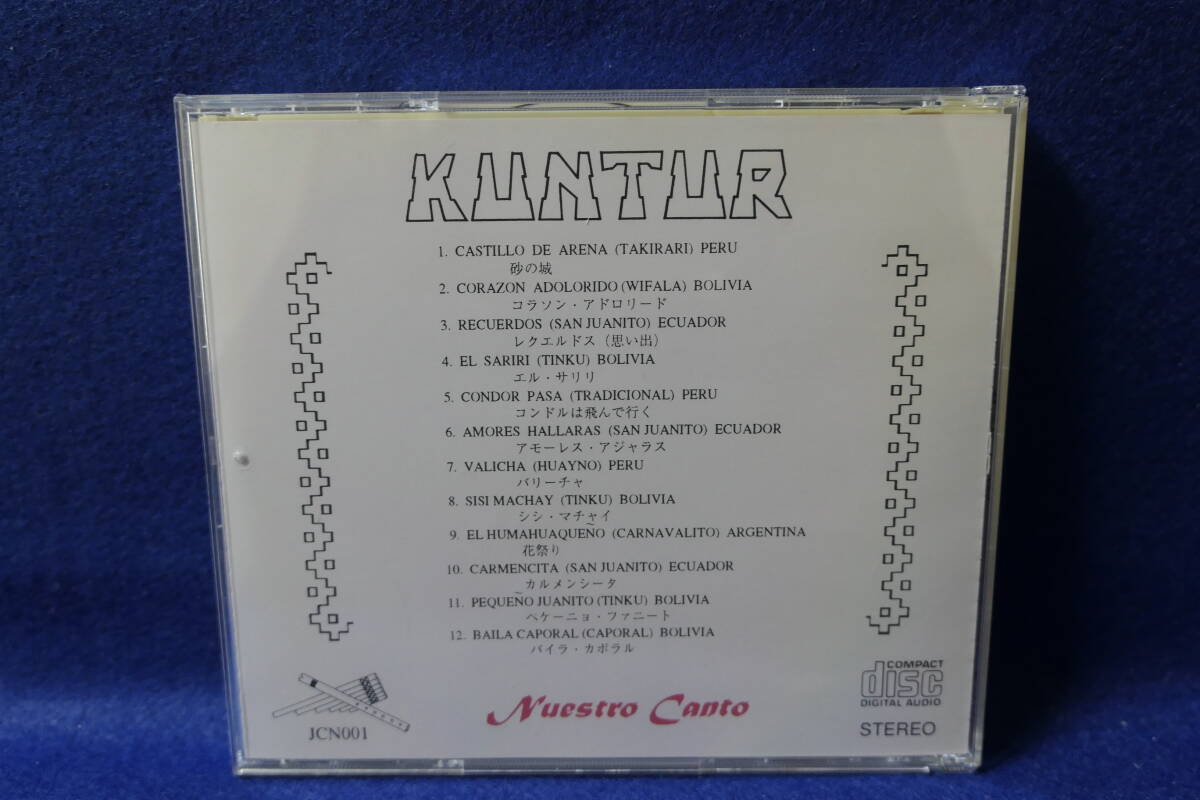 KUNTUR
1. CASTILLO DE ARENA (TAKIRARI) PERU
砂の城
2. CORAZON ADOLORIDO (WIFALA) BOLIVIA
コラソン・アドロリード
3. RECUERDOS (SAN JUANITO) ECUADOR
レクエルドス (思い出)
4. EL SARIRI (TINKU) BOLIVIA
エル・サリリ
5. CONDOR PASA (TRADICIONAL) PERU
コンドルは飛んで行く
6. AMORES HALLARAS (SAN JUANITO) ECUADOR
アモーレス・アジャラス
7. VALICHA (HUAYNO) PERU
バリーチャ
8. SISI MACHAY (TINKU) BOLIVIA
シシ・マチャイ
9. EL HUMAHUAQUEÑO (CARNAVALITO) ARGENTINA
花祭り
10. CARMENCITA (SAN JUANITO) ECUADOR
カルメンシータ
11. PEQUEÑO JUANITO (TINKU) BOLIVIA
ペケーニョ・ファニート
12. BAILA CAPORAL (CAPORAL) BOLIVIA
バイラ・カポラル
JCN001
Nuestro Canto
COMPACT
disc
DIGITAL AUDIO
STEREO